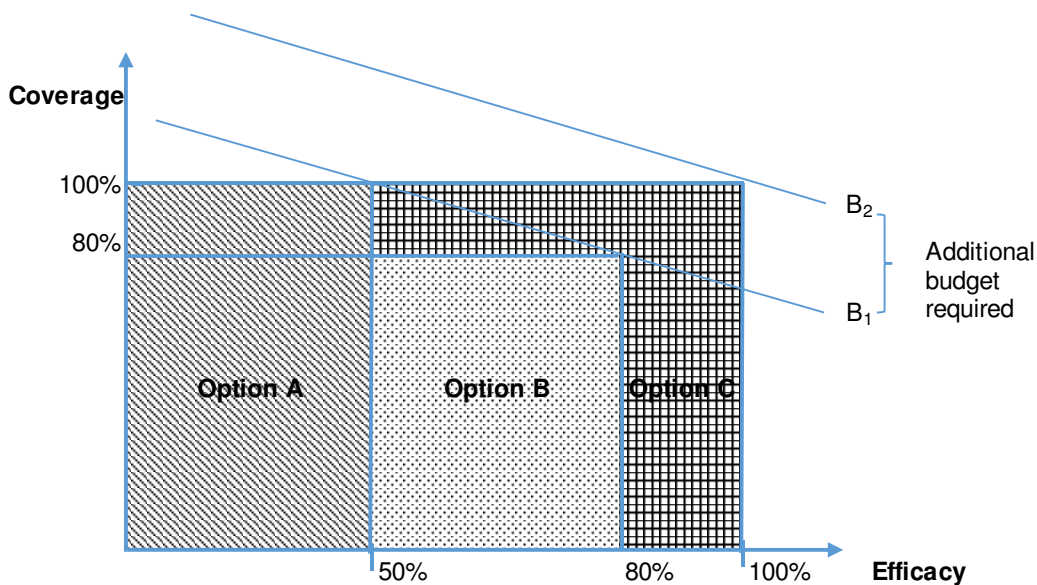 Coverage
100%
80%
B₂
Additional
budget
required
B₁
Option A
Option B
Option C
50%
80%
100%
Efficacy